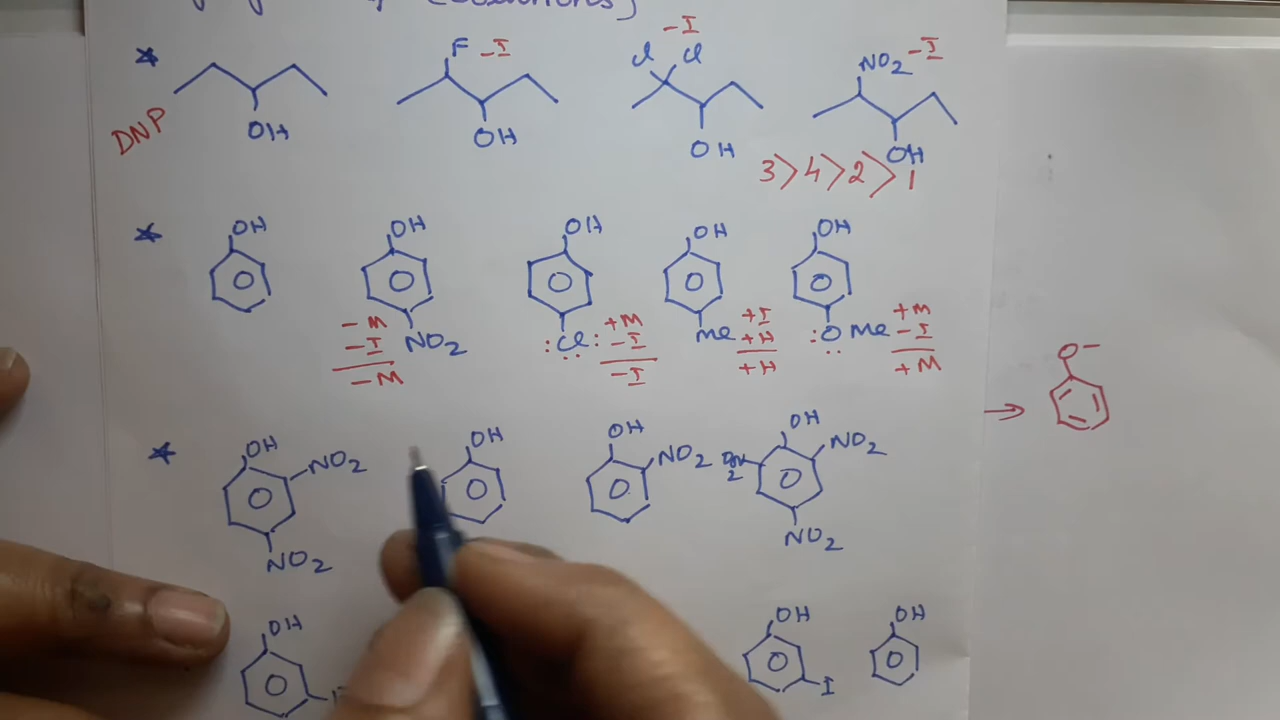 F -I
Cl Cl -I
NO2 -I
DNP OH OH OH OH
3>4>2>1
OH OH OH OH OH
-M +M +I +M
-I NO2 :Cl: -I Me +H :O Me -I
-M -I +H +M
O-
→
OH NO2 OH OH NO2 O2N OH NO2
NO2 NO2
OH OH OH
I